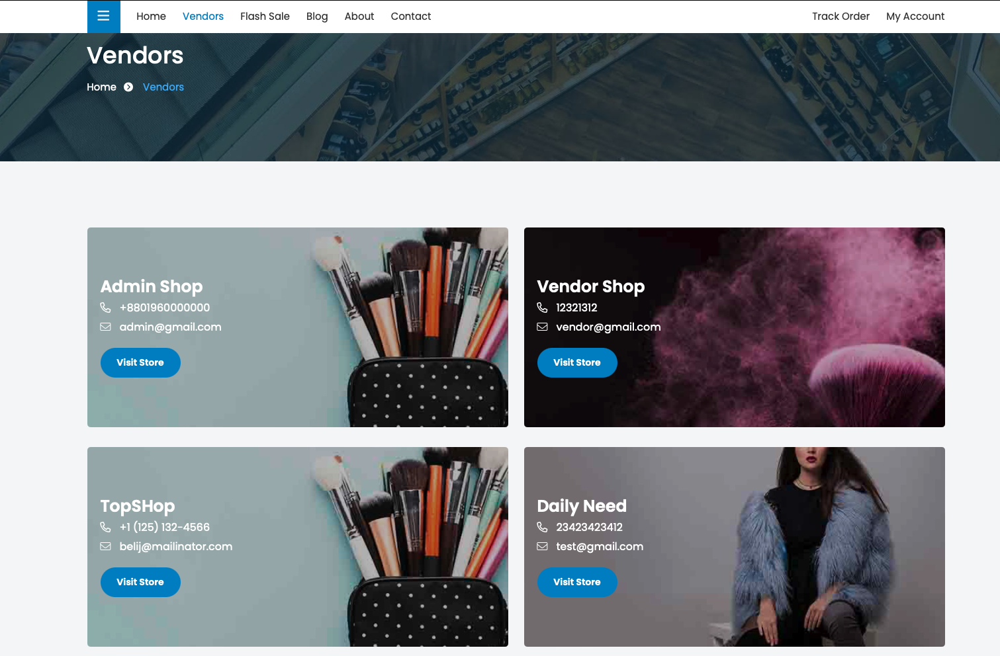 Home Vendors Flash Sale Blog About Contact Track Order My Account
Vendors
Home Vendors
Admin Shop
+8801960000000
admin@gmail.com
Visit Store
Vendor Shop
12321312
vendor@gmail.com
Visit Store
TopSHop
+1 (125) 132-4566
belij@mailinator.com
Visit Store
Daily Need
23423423412
test@gmail.com
Visit Store